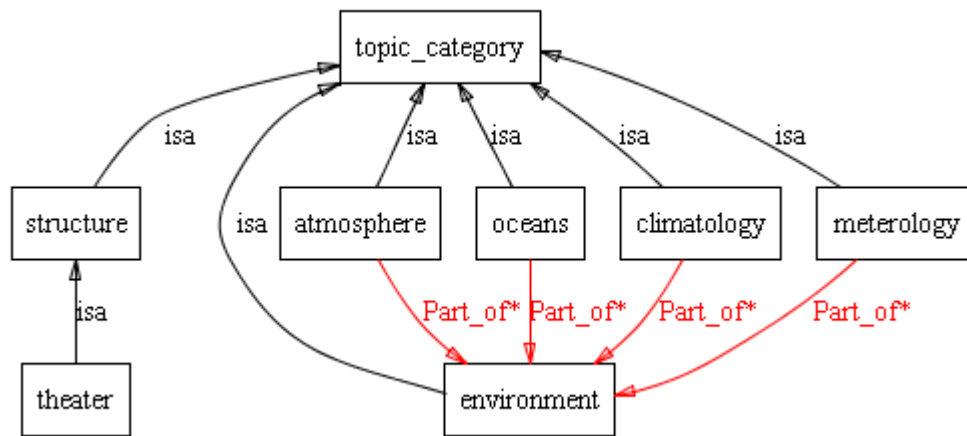 topic_category
isa
isa
isa
isa
isa
structure
atmosphere
oceans
climatology
meterology
isa
isa
Part_of*
Part_of*
Part_of*
Part_of*
theater
environment